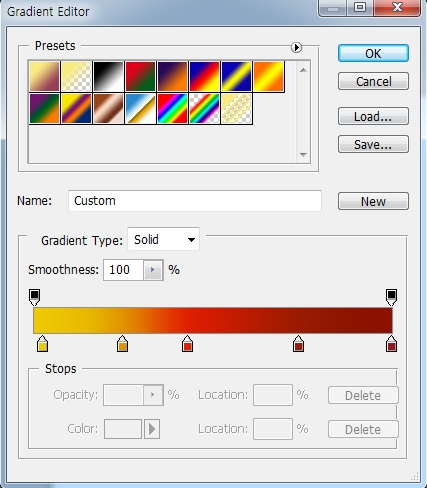 Gradient Editor
Presets
OK
Cancel
Load...
Save...
Name: Custom New
Gradient Type: Solid
Smoothness: 100 %
Stops
Opacity: % Location: % Delete
Color: Location: % Delete